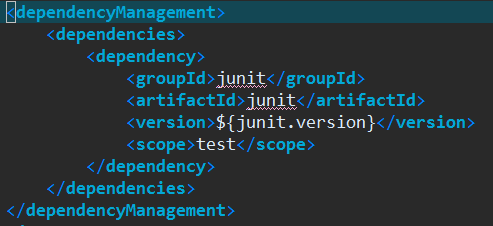 <dependencyManagement>
<dependencies>
<dependency>
<groupId>junit</groupId>
<artifactId>junit</artifactId>
<version>${junit.version}</version>
<scope>test</scope>
</dependency>
</dependencies>
</dependencyManagement>